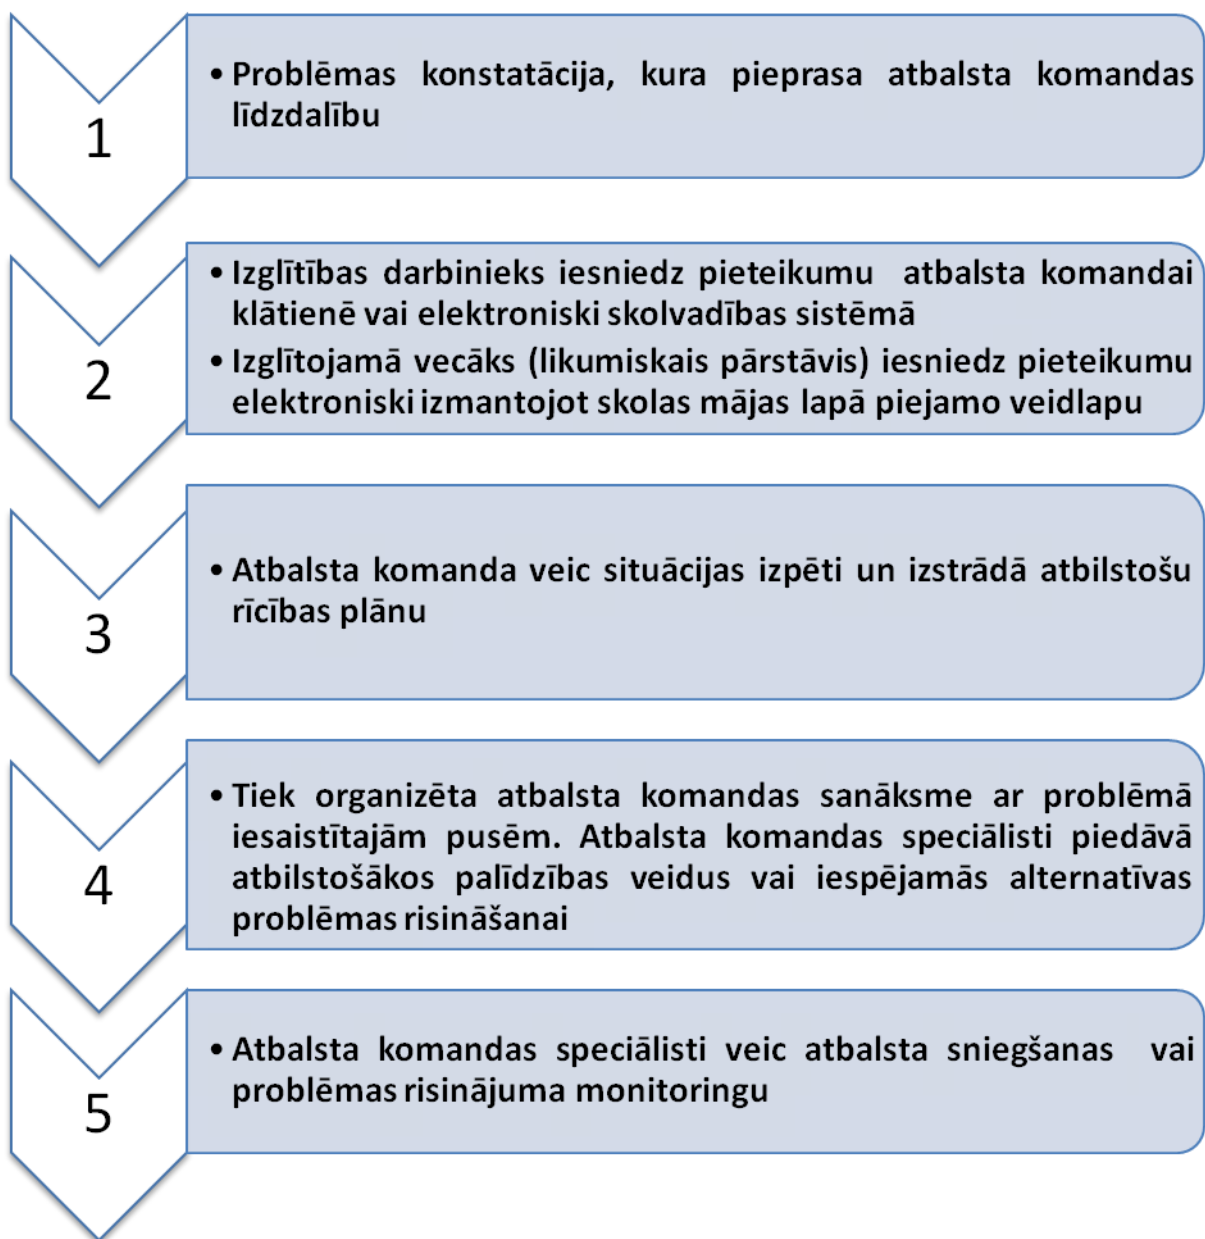 1
• Problēmas konstatācija, kura pieprasa atbalsta komandas
līdzdalību
2
• Izglītības darbinieks iesniedz pieteikumu atbalsta komandai
klātienē vai elektroniski skolvadības sistēmā
• Izglītojamā vecāks (likumiskais pārstāvis) iesniedz pieteikumu
elektroniski izmantojot skolas mājas lapā piejamo veidlapu
3
• Atbalsta komanda veic situācijas izpēti un izstrādā atbilstošu
rīcības plānu
4
• Tiek organizēta atbalsta komandas sanāksme ar problēmā
iesaistītajām pusēm. Atbalsta komandas speciālisti piedāvā
atbilstošākos palīdzības veidus vai iespējamās alternatīvas
problēmas risināšanai
5
• Atbalsta komandas speciālisti veic atbalsta sniegšanas vai
problēmas risinājuma monitoringu